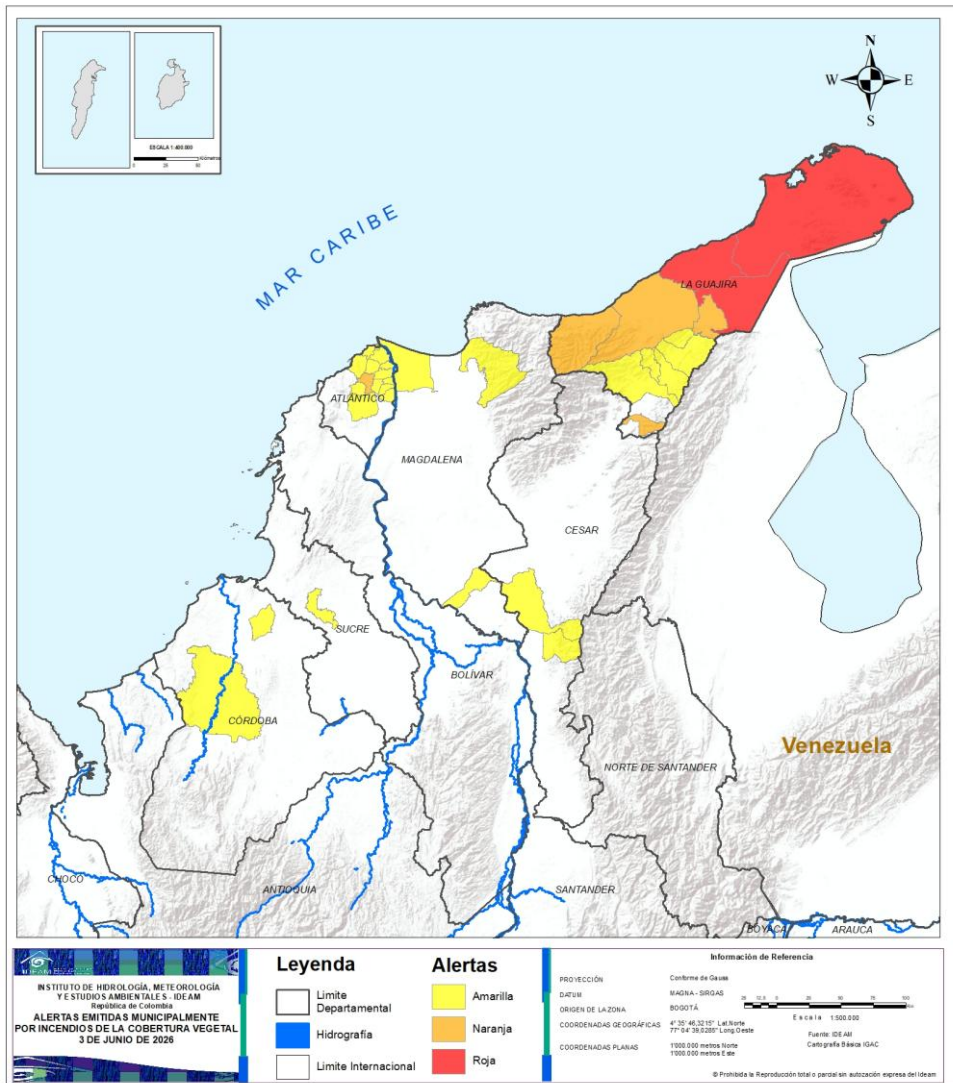 ESCALA 1:400.000
Kilómetros
N
W
E
S
MAR CARIBE
LA GUAJIRA
ATLÁNTICO
MAGDALENA
CESAR
SUCRE
BOLÍVAR
CÓRDOBA
NORTE DE SANTANDER
Venezuela
CHOCÓ
ANTIOQUIA
SANTANDER
BOYACÁ
ARAUCA
IDEAM
INSTITUTO DE HIDROLOGÍA, METEOROLOGÍA
Y ESTUDIOS AMBIENTALES - IDEAM
República de Colombia
ALERTAS EMITIDAS MUNICIPALMENTE
POR INCENDIOS DE LA COBERTURA VEGETAL
3 DE JUNIO DE 2026
Leyenda
Limite
Departamental
Hidrografía
Limite Internacional
Alertas
Amarilla
Naranja
Roja
Información de Referencia
PROYECCIÓN
Conforme de Gauss
DATUM
MAGNA - SIRGAS
ORIGEN DE LA ZONA
BOGOTÁ
COORDENADAS GEOGRÁFICAS
4° 35' 46,3215" Lat.Norte
77° 04' 39,0285" Long.Oeste
COORDENADAS PLANAS
1'000.000 metros Norte
1'000.000 metros Este
Escala 1:500.000
Fuente: IDEAM
Cartografía Básica IGAC
© Prohibida la Reproducción total o parcial sin autozación expresa del Ideam